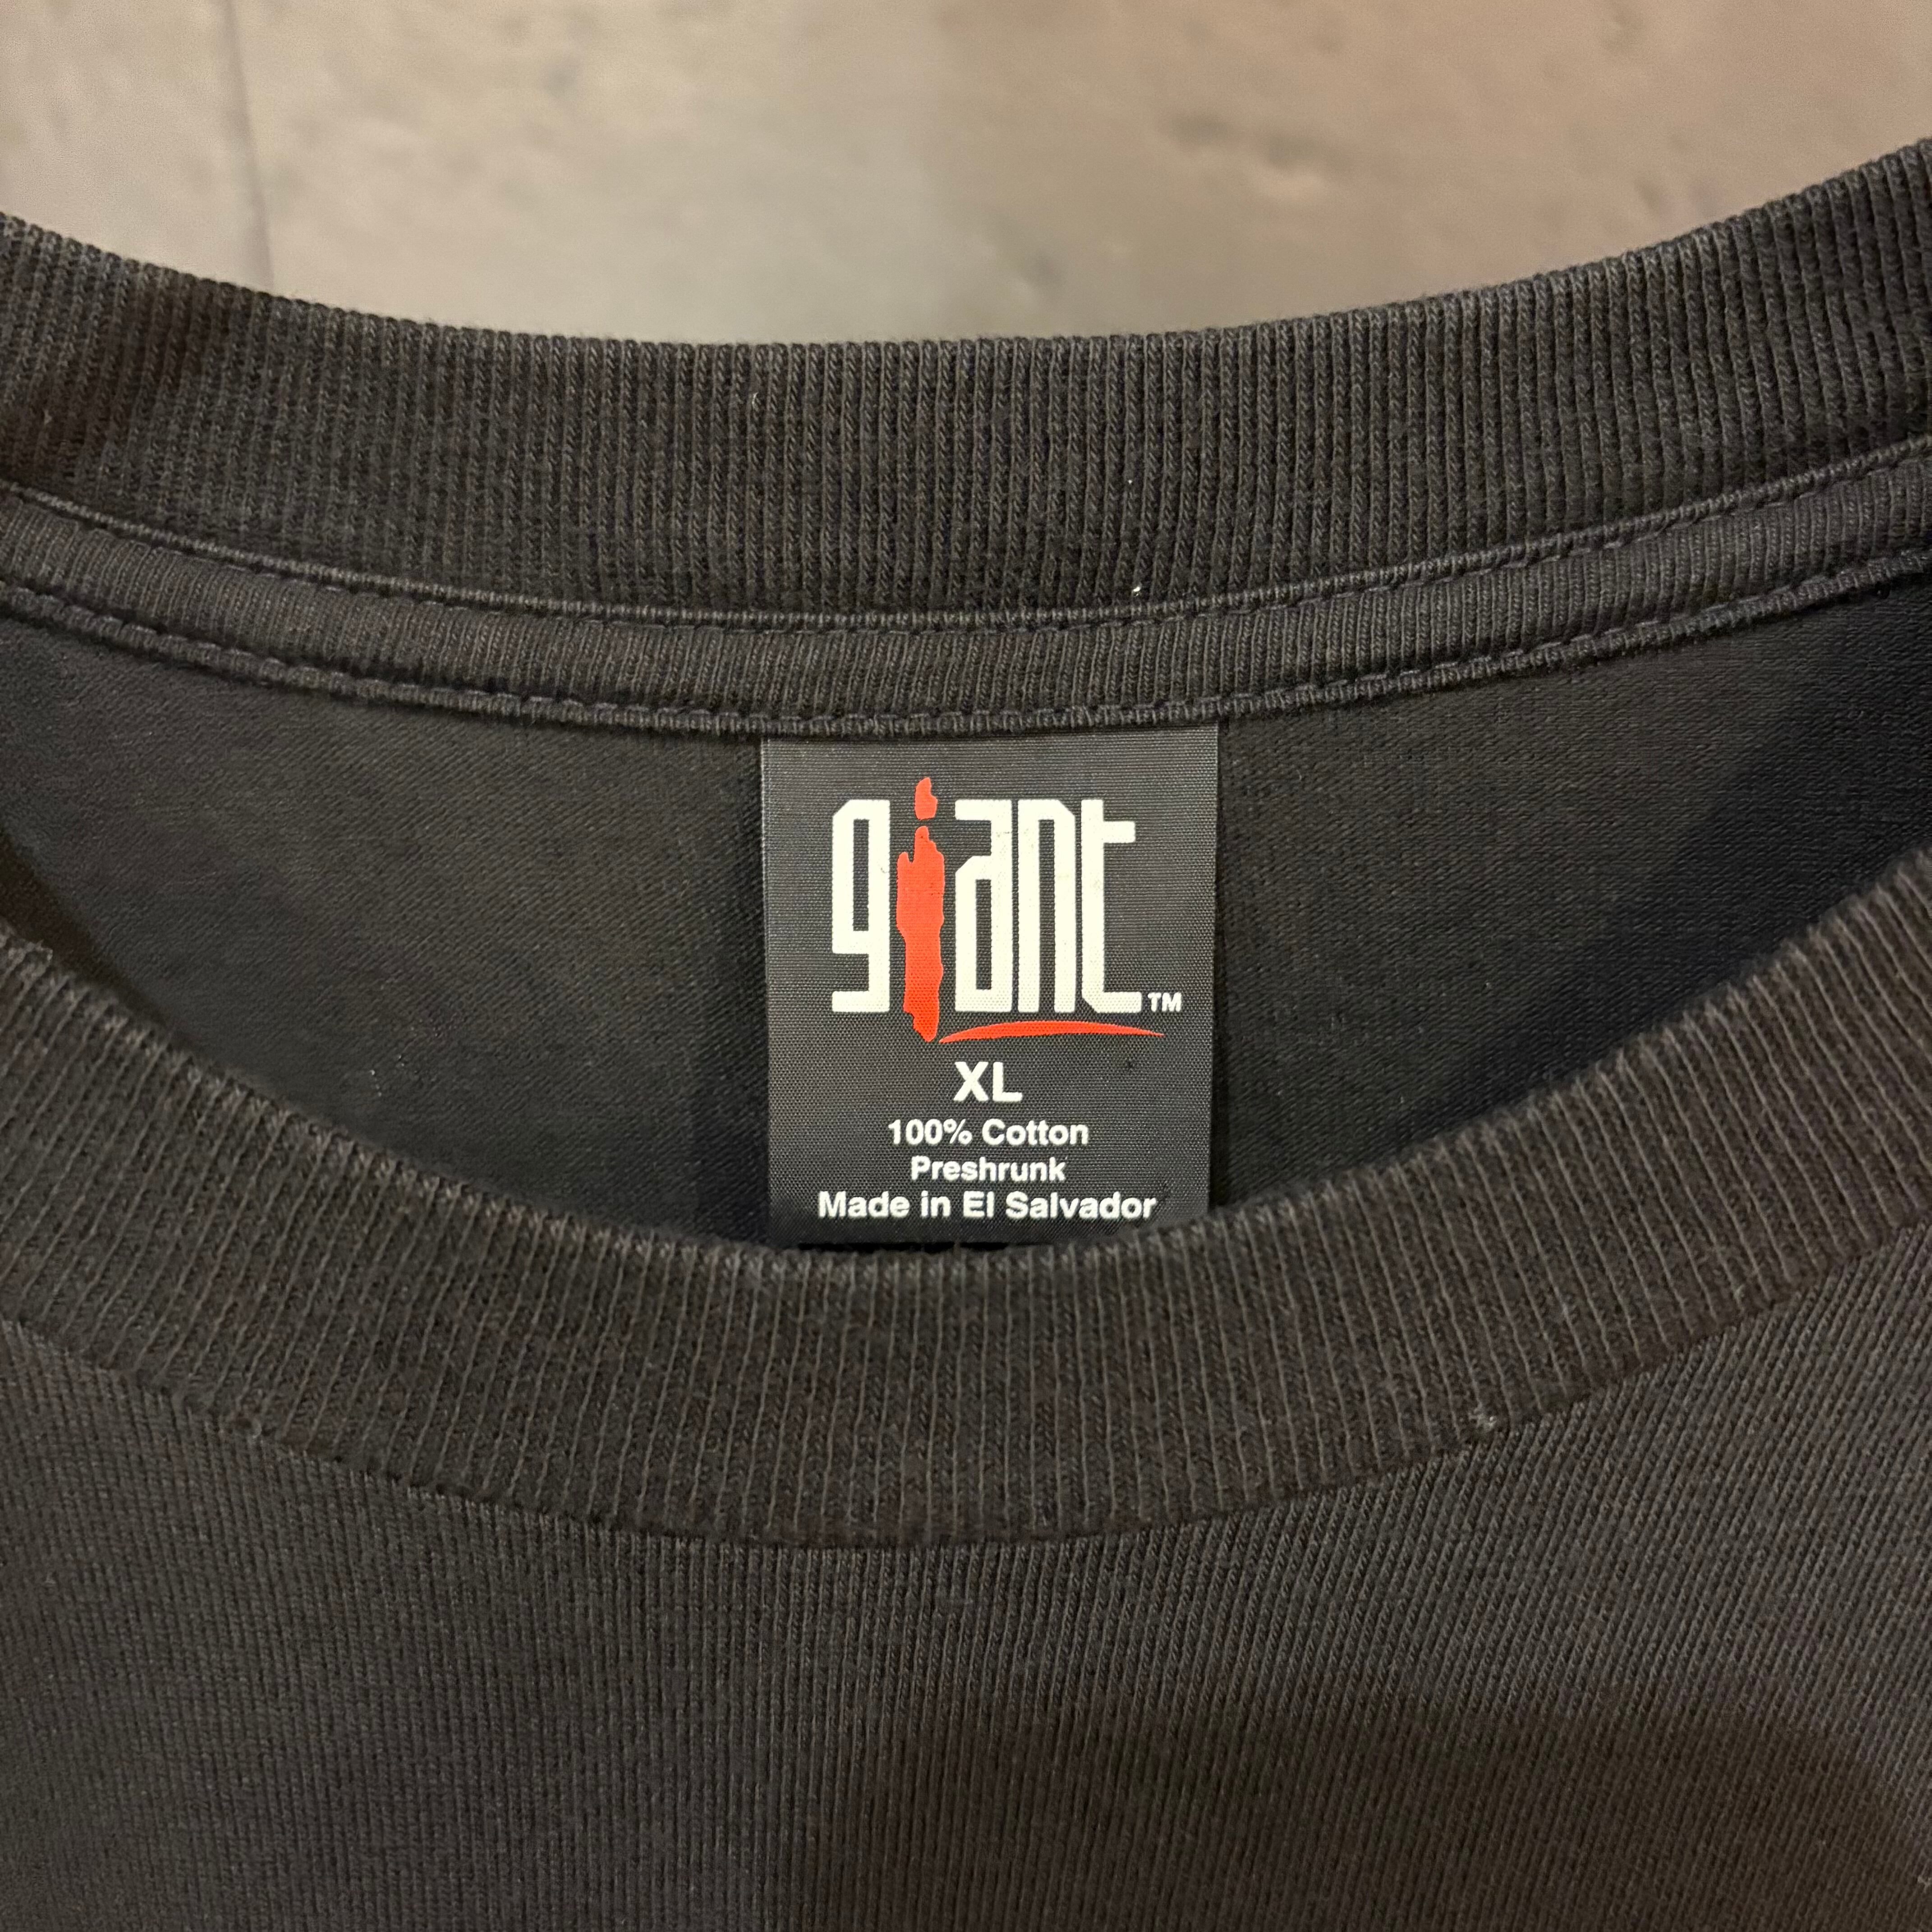 giant™
XL
100% Cotton
Preshrunk
Made in El Salvador